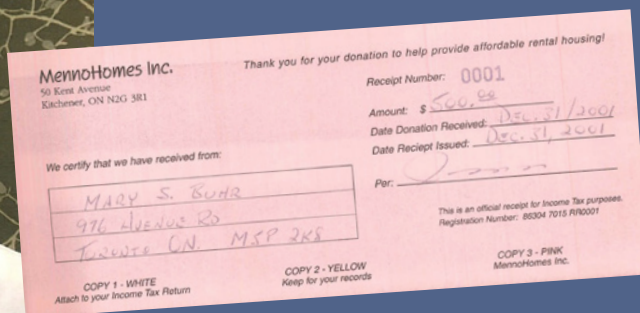 MennoHomes Inc.
50 Kent Avenue
Kitchener, ON N2G 3R1
Thank you for your donation to help provide affordable rental housing!
Receipt Number: 0001
Amount: $ 500.00
Date Donation Received: DEC. 31/2001
Date Reciept Issued: DEC. 31, 2001
Per:
We certify that we have received from:
MARY S. BUHR
976 AVENUE RD
TORONTO ON. M5P 2K8
This is an official receipt for Income Tax purposes.
Registration Number: 86304 7015 RR0001
COPY 1 - WHITE
Attach to your Income Tax Return
COPY 2 - YELLOW
Keep for your records
COPY 3 - PINK
MennoHomes Inc.